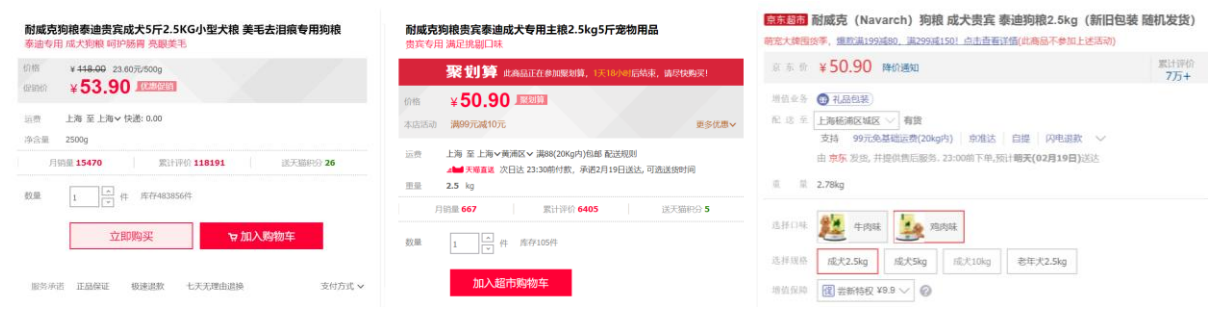 耐威克狗粮泰迪贵宾成犬5斤2.5KG小型犬粮 美毛去泪痕专用狗粮
泰迪专用 成犬狗粮 呵护肠胃 亮靓美毛
价格 ¥118.00 23.60元/500g
促销价 ¥53.90 优惠促销
运费 上海 至 上海 快递: 0.00
净含量 2500g
月销量 15470 累计评价 118191 送天猫积分 26
数量 1 件 库存483856件
立即购买 加入购物车
服务承诺 正品保证 极速退款 七天无理由退换 支付方式
耐威克狗粮贵宾泰迪成犬专用主粮2.5kg5斤宠物用品
贵宾专用 满足挑剔口味
聚划算 此商品正在参加聚划算，1天18小时后结束，请尽快购买！
价格 ¥50.90 聚划算
本店活动 满99元减10元 更多优惠
运费 上海 至 上海黄浦区 满88(20Kg内)包邮 配送规则
天猫直送 次日达 23:30前付款，承诺2月19日送达, 可选送货时间
重量 2.5 kg
月销量 667 累计评价 6405 送天猫积分 5
数量 1 件 库存105件
加入超市购物车
京东超市 耐威克（Navarch）狗粮 成犬贵宾 泰迪狗粮2.5kg（新旧包装 随机发货）
萌宠大牌囤货季，爆款满199减80，满299减150！点击查看详情(此商品不参加上述活动)
京东价 ¥50.90 降价通知 累计评价
7万+
增值业务 礼品包装
配送至 上海杨浦区城区 有货
支持 99元免基础运费(20kg内) 京准达 自提 闪电退款
由 京东 发货, 并提供售后服务. 23:00前下单,预计明天(02月19日)送达
重量 2.78kg
选择口味 牛肉味 鸡肉味
选择规格 成犬2.5kg 成犬5kg 成犬10kg 老年犬2.5kg
增值保障 尝新特权 ¥9.9